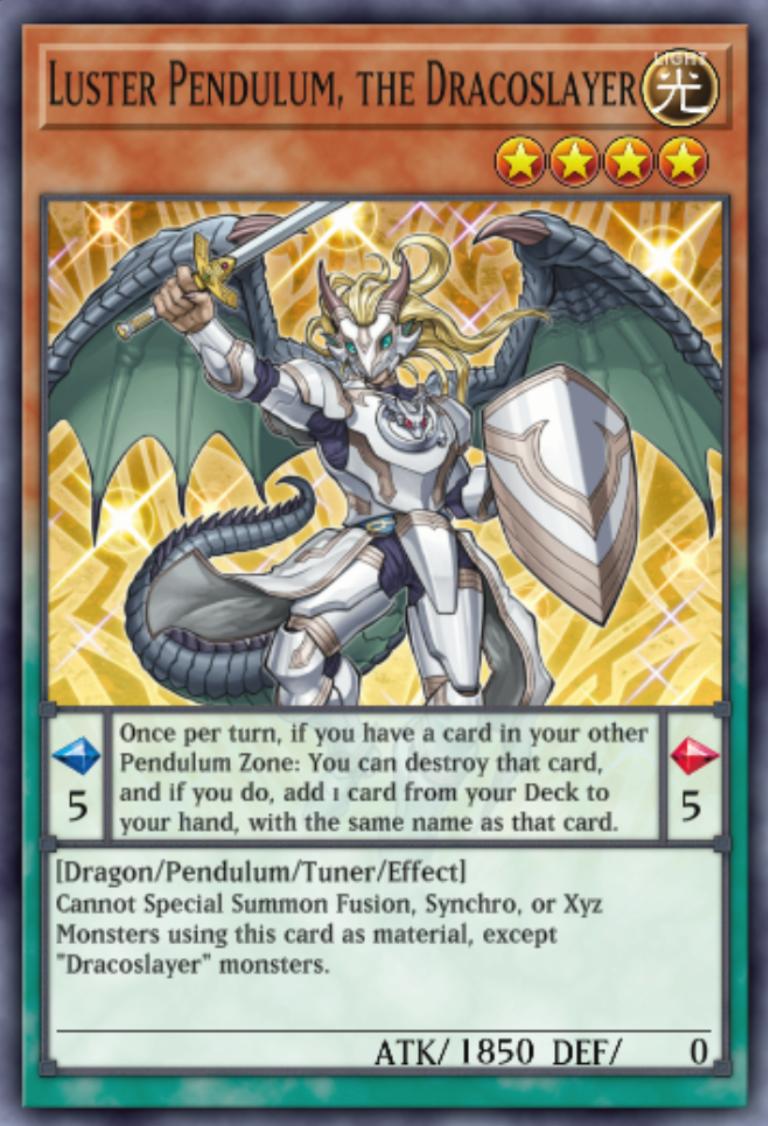 LUSTER PENDULUM, THE DRACOSLAYER
LIGHT
光
Once per turn, if you have a card in your other
Pendulum Zone: You can destroy that card,
and if you do, add 1 card from your Deck to
your hand, with the same name as that card.
5
5
[Dragon/Pendulum/Tuner/Effect]
Cannot Special Summon Fusion, Synchro, or Xyz
Monsters using this card as material, except
"Dracoslayer" monsters.
ATK/ 1850 DEF/ 0